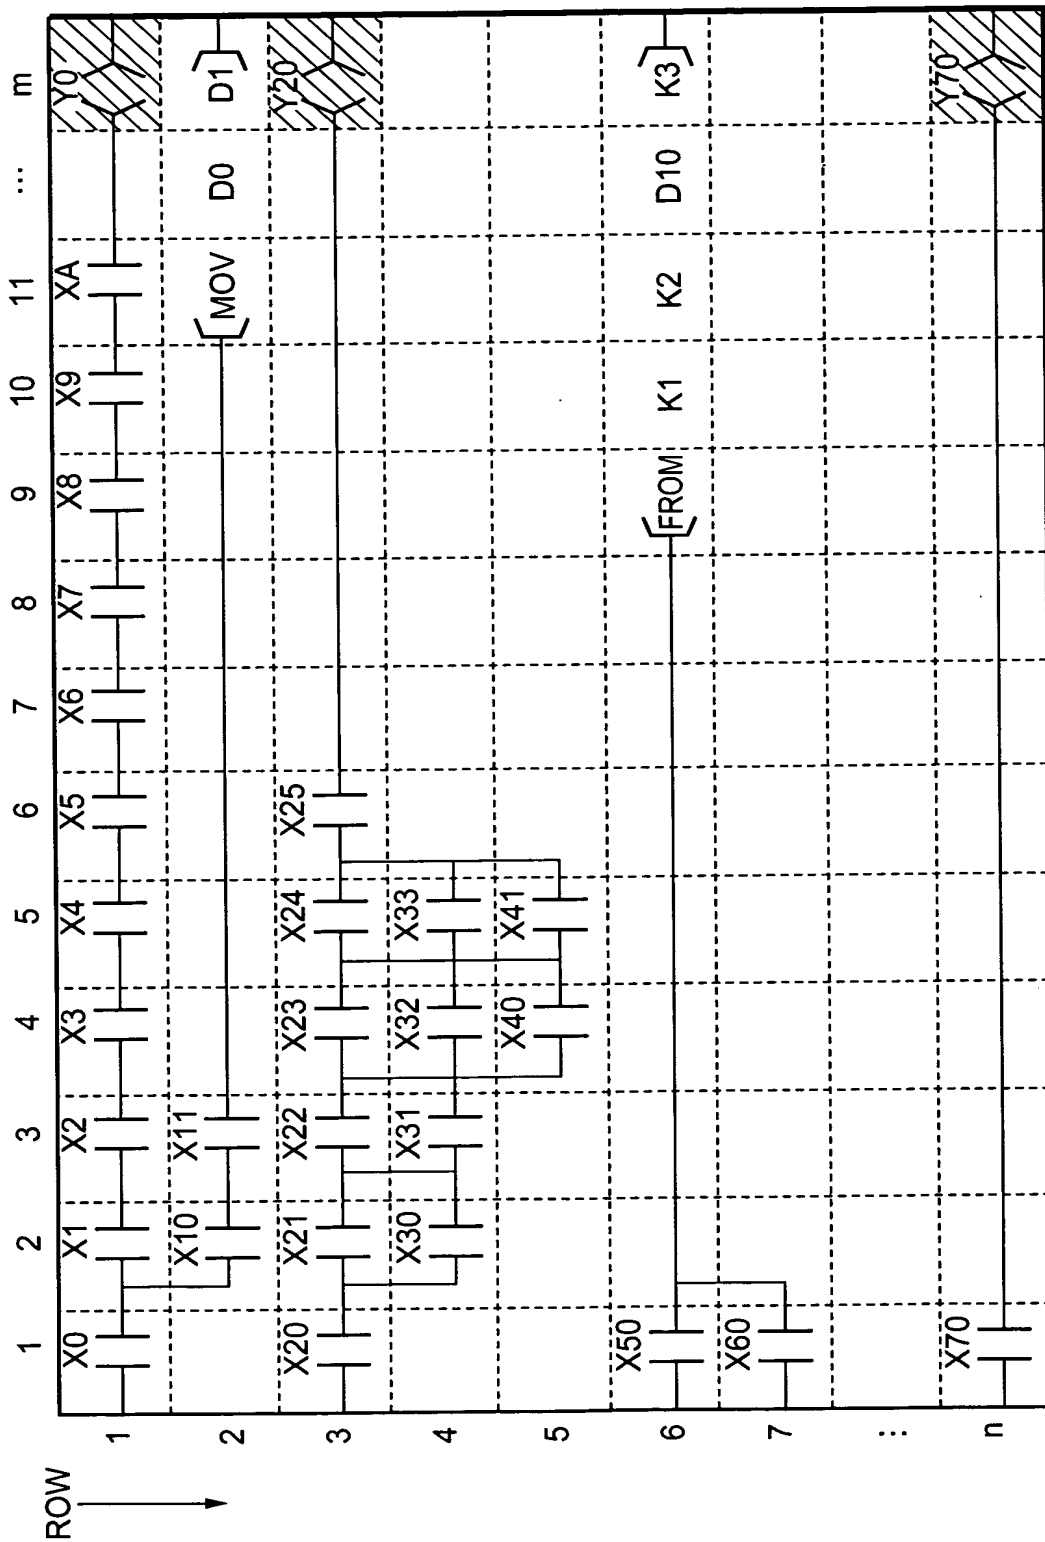 1 2 3 4 5 6 7 8 9 10 11 ... m
ROW
1 X0 X1 X2 X3 X4 X5 X6 X7 X8 X9 XA Y0
2 X10 X11 MOV D0 D1
3 X20 X21 X22 X23 X24 X25 Y20
4 X30 X31 X32 X33
5 X40 X41
6 X50 FROM K1 K2 D10 K3
7 X60
...
n X70 Y70